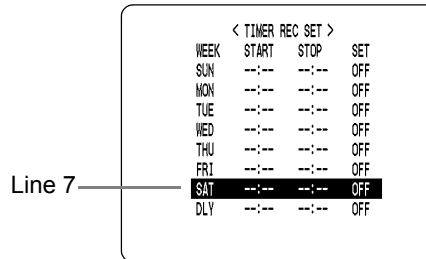 < TIMER REC SET >
WEEK START STOP SET
SUN --:-- --:-- OFF
MON --:-- --:-- OFF
TUE --:-- --:-- OFF
WED --:-- --:-- OFF
THU --:-- --:-- OFF
FRI --:-- --:-- OFF
Line 7 SAT --:-- --:-- OFF
DLY --:-- --:-- OFF